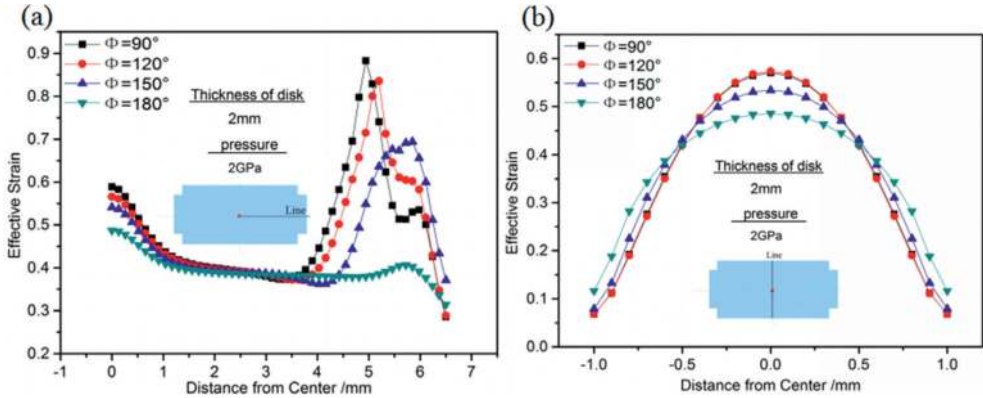 (a)
Φ=90°
Φ=120°
Φ=150°
Φ=180°
Thickness of disk
2mm
pressure
2GPa
Line
Effective Strain
0.9
0.8
0.7
0.6
0.5
0.4
0.3
0.2
-1 0 1 2 3 4 5 6 7
Distance from Center /mm
(b)
Φ=90°
Φ=120°
Φ=150°
Φ=180°
Thickness of disk
2mm
pressure
2GPa
Line
Effective Strain
0.6
0.5
0.4
0.3
0.2
0.1
0.0
-1.0 -0.5 0.0 0.5 1.0
Distance from Center /mm